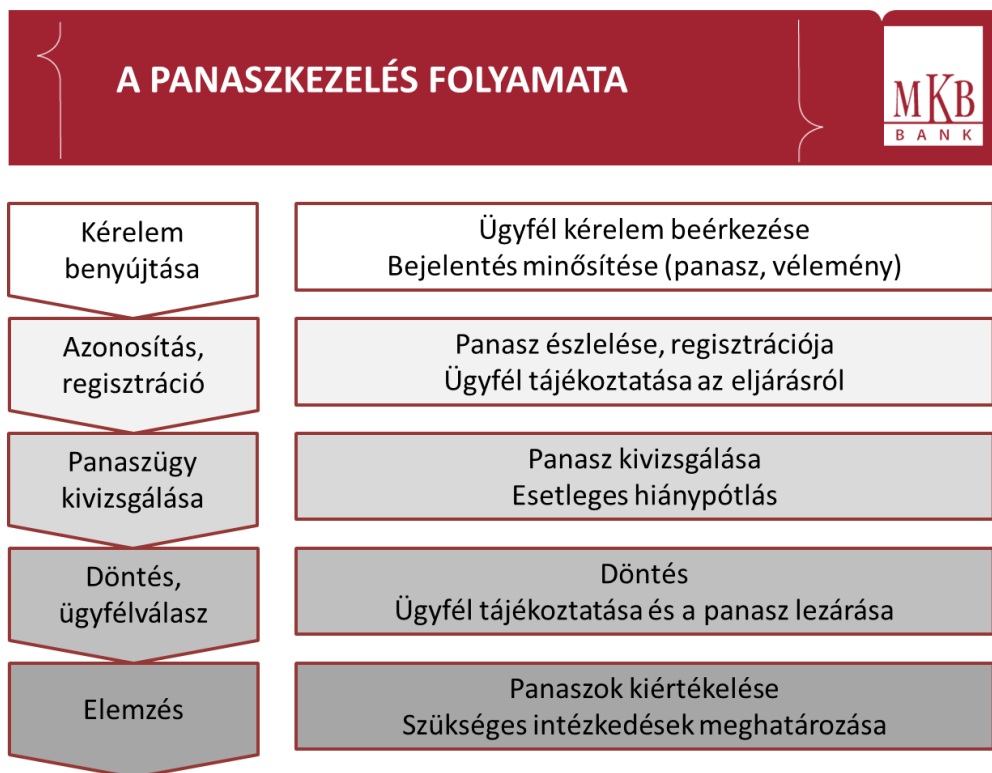 A PANASZKEZELÉS FOLYAMATA
MKB
BANK
Kérelem
benyújtása
Ügyfél kérelem beérkezése
Bejelentés minősítése (panasz, vélemény)
Azonosítás,
regisztráció
Panasz észlelése, regisztrációja
Ügyfél tájékoztatása az eljárásról
Panaszügy
kivizsgálása
Panasz kivizsgálása
Esetleges hiánypótlás
Döntés,
ügyfélválasz
Döntés
Ügyfél tájékoztatása és a panasz lezárása
Elemzés
Panaszok kiértékelése
Szükséges intézkedések meghatározása